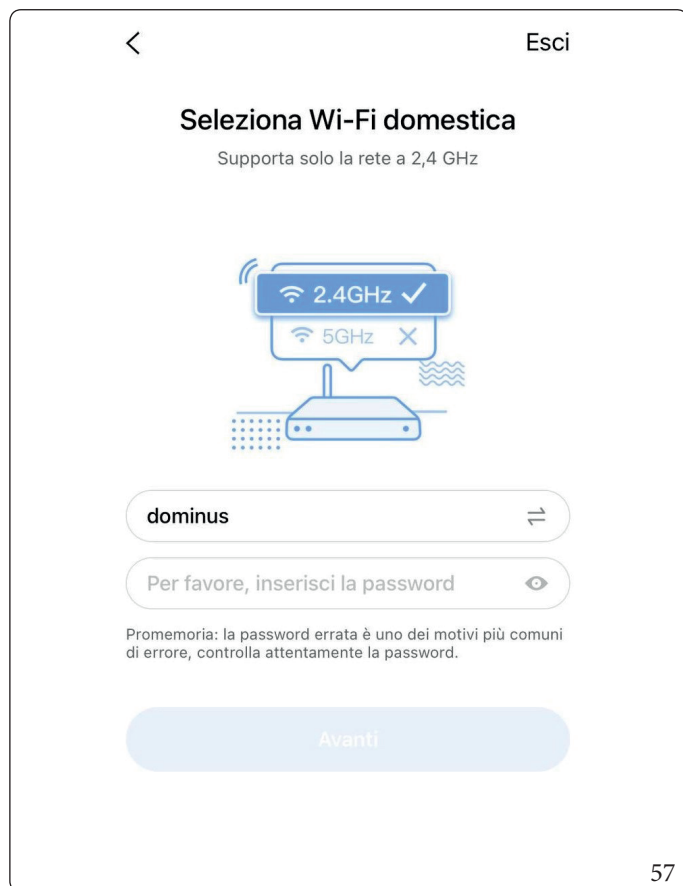 Esci
Seleziona Wi-Fi domestica
Supporta solo la rete a 2,4 GHz
2.4GHz
5GHz
dominus
Per favore, inserisci la password
Promemoria: la password errata è uno dei motivi più comuni
di errore, controlla attentamente la password.
Avanti
57